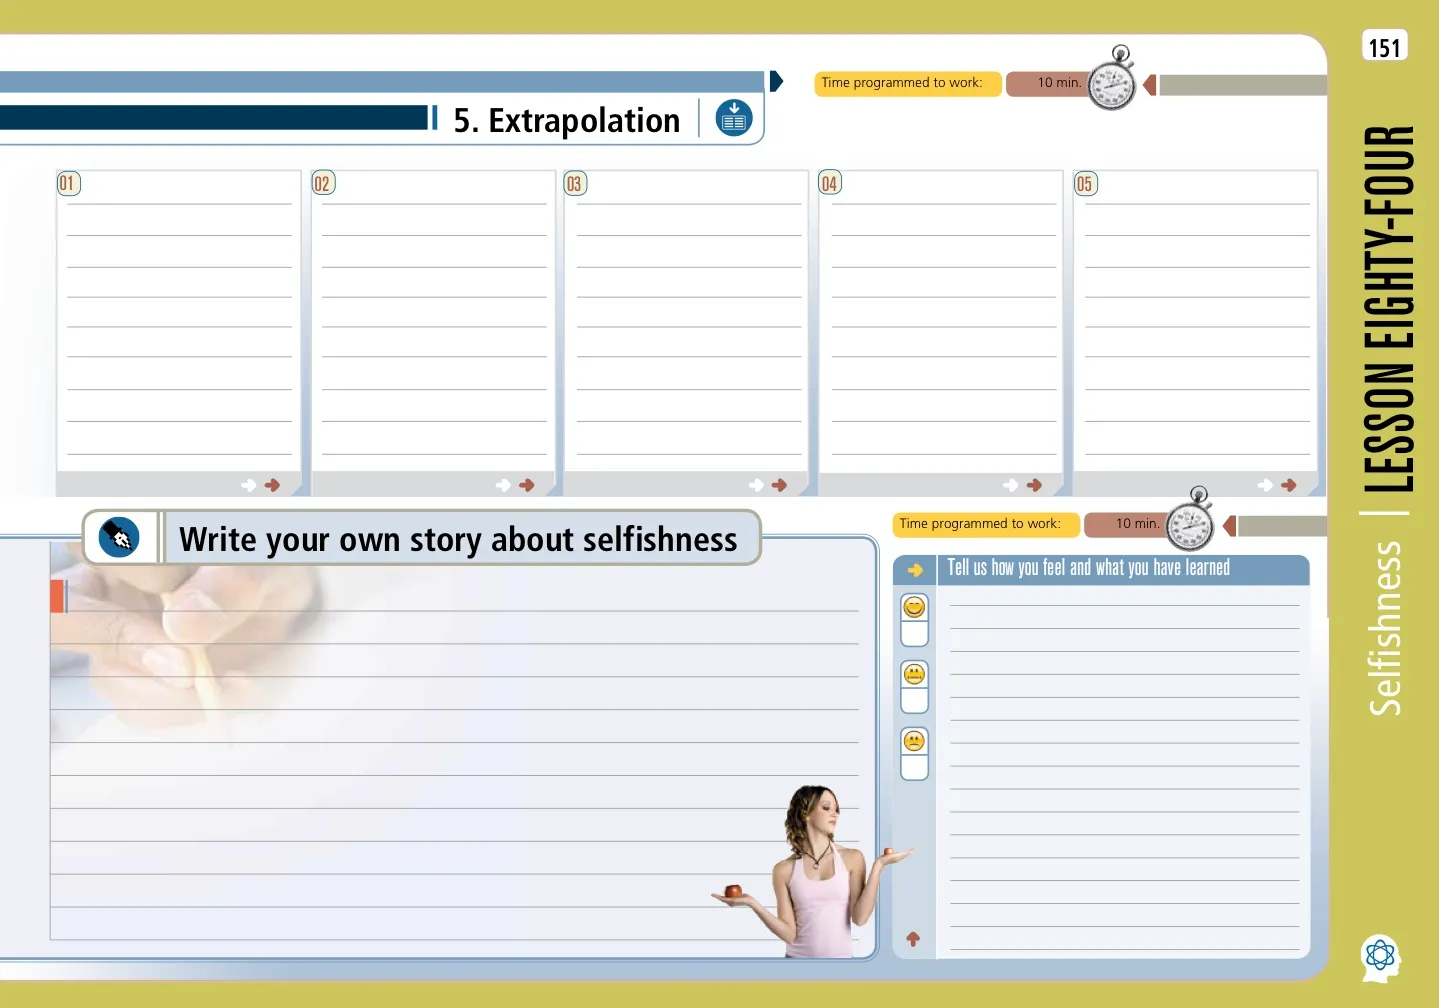 151
Time programmed to work:
10 min.
5. Extrapolation
01
02
03
04
05
Write your own story about selfishness
Time programmed to work:
10 min.
Tell us how you feel and what you have learned
LESSON EIGHTY-FOUR
Selfishness